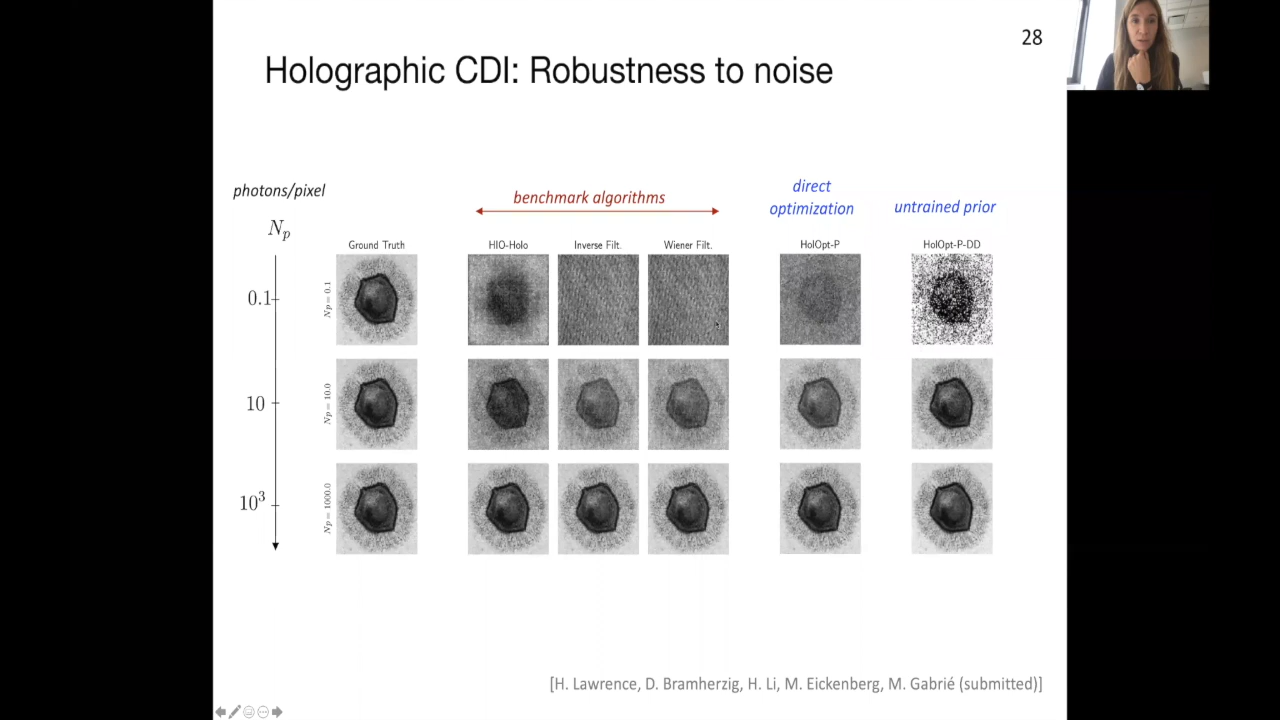 28
Holographic CDI: Robustness to noise
photons/pixel
benchmark algorithms
direct
optimization
untrained prior
N_p
Ground Truth
HIO-Holo
Inverse Filt.
Wiener Filt.
HolOpt-P
HolOpt-P-DD
0.1
Np = 0.1
10
Np = 10.0
10³
Np = 1000.0
[H. Lawrence, D. Bramherzig, H. Li, M. Eickenberg, M. Gabrié (submitted)]